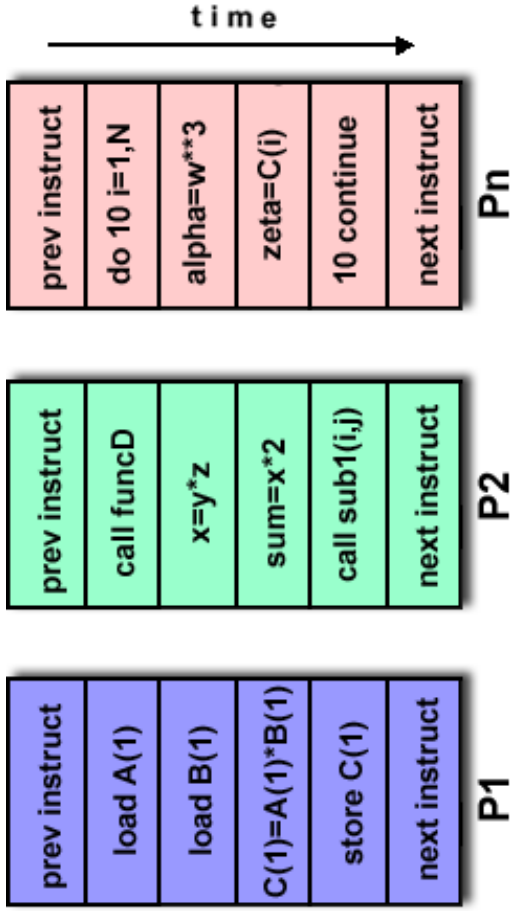 time
prev instruct
do 10 i=1,N
alpha=w**3
zeta=C(i)
10 continue
next instruct
Pn
prev instruct
call funcD
x=y*z
sum=x*2
call sub1(i,j)
next instruct
P2
prev instruct
load A(1)
load B(1)
C(1)=A(1)*B(1)
store C(1)
next instruct
P1